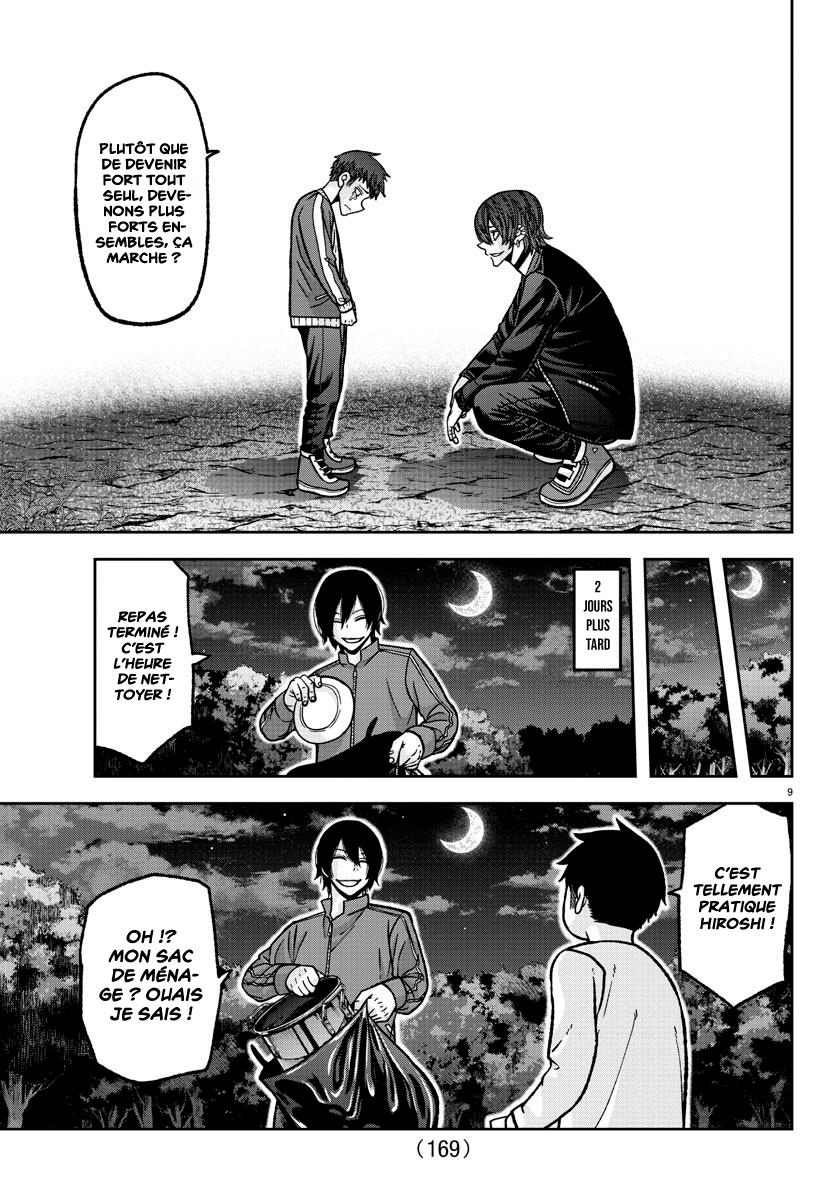 PLUTÔT QUE
DE DEVENIR
FORT TOUT
SEUL, DEVE-
NONS PLUS
FORTS EN-
SEMBLES, ÇA
MARCHE ?
2
JOURS
PLUS
TARD
REPAS
TERMINÉ !
C'EST
L'HEURE
DE NET-
TOYER !
9
C'EST
TELLEMENT
PRATIQUE
HIROSHI !
OH !?
MON SAC
DE MÉNA-
GE ? OUAIS
JE SAIS !
(169)